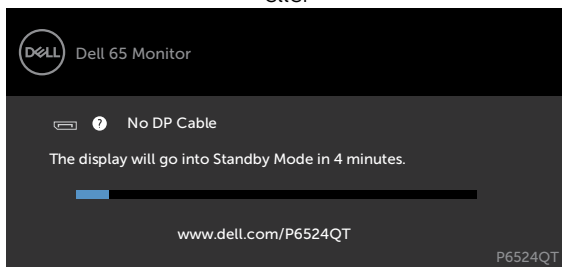 DELL
Dell 65 Monitor
? No DP Cable
The display will go into Standby Mode in 4 minutes.
www.dell.com/P6524QT
P6524QT